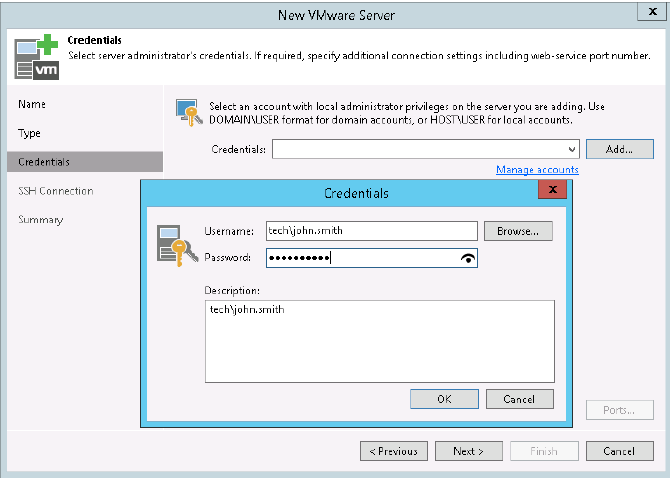 New VMware Server
x
Credentials
Select server administrator's credentials. If required, specify additional connection settings including web-service port number.
vm
Name
Type
Credentials
SSH Connection
Summary
Select an account with local administrator privileges on the server you are adding. Use
DOMAIN\USER format for domain accounts, or HOST\USER for local accounts.
Credentials:
Add...
Manage accounts
Credentials
x
Username:
tech\john.smith
Browse...
Password:
••••••••••
Description:
tech\john.smith
OK
Cancel
Ports...
< Previous
Next >
Finish
Cancel